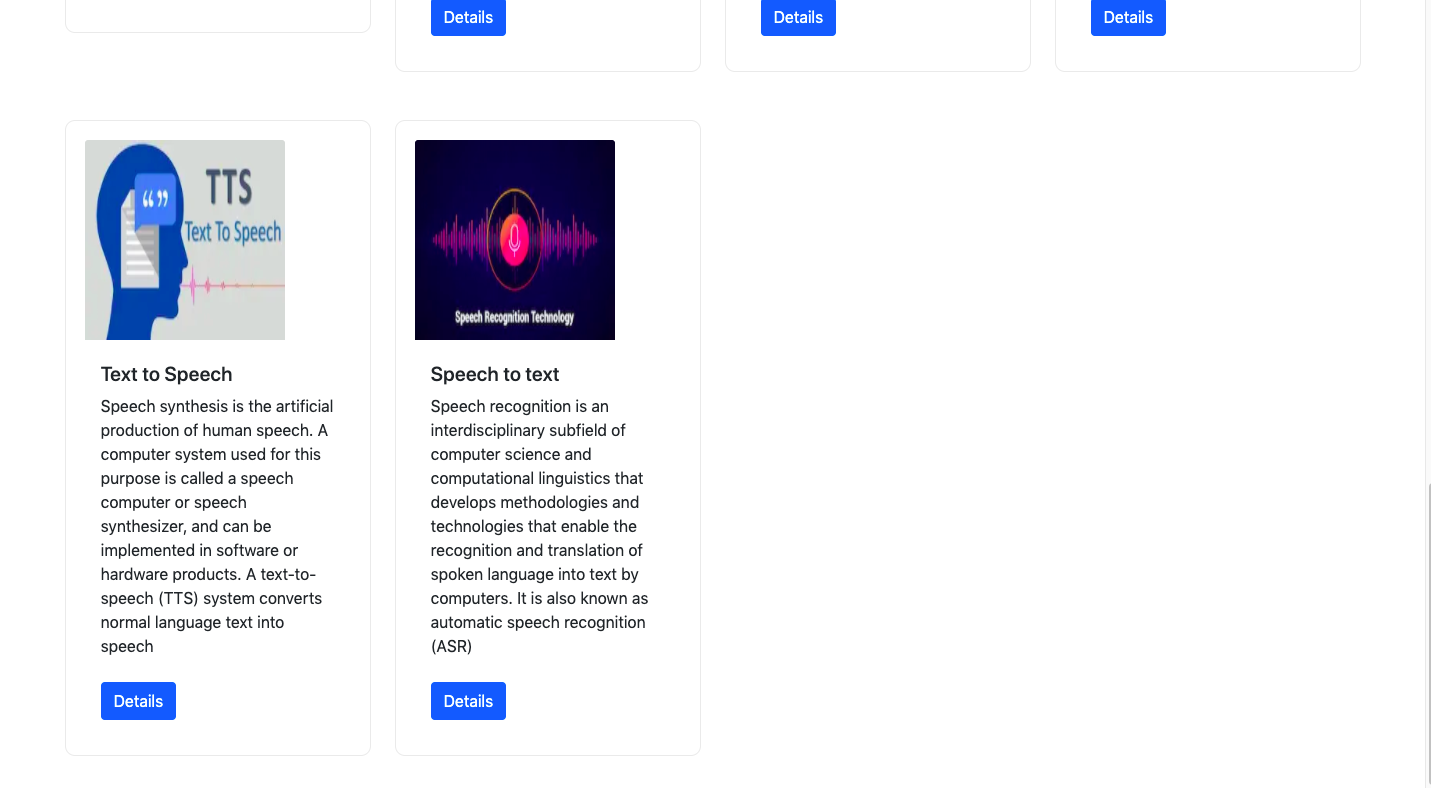 Details
Details
Details
“ ”
TTS
Text To Speech
Speech Recognition Technology
Text to Speech
Speech synthesis is the artificial
production of human speech. A
computer system used for this
purpose is called a speech
computer or speech
synthesizer, and can be
implemented in software or
hardware products. A text-to-
speech (TTS) system converts
normal language text into
speech
Details
Speech to text
Speech recognition is an
interdisciplinary subfield of
computer science and
computational linguistics that
develops methodologies and
technologies that enable the
recognition and translation of
spoken language into text by
computers. It is also known as
automatic speech recognition
(ASR)
Details